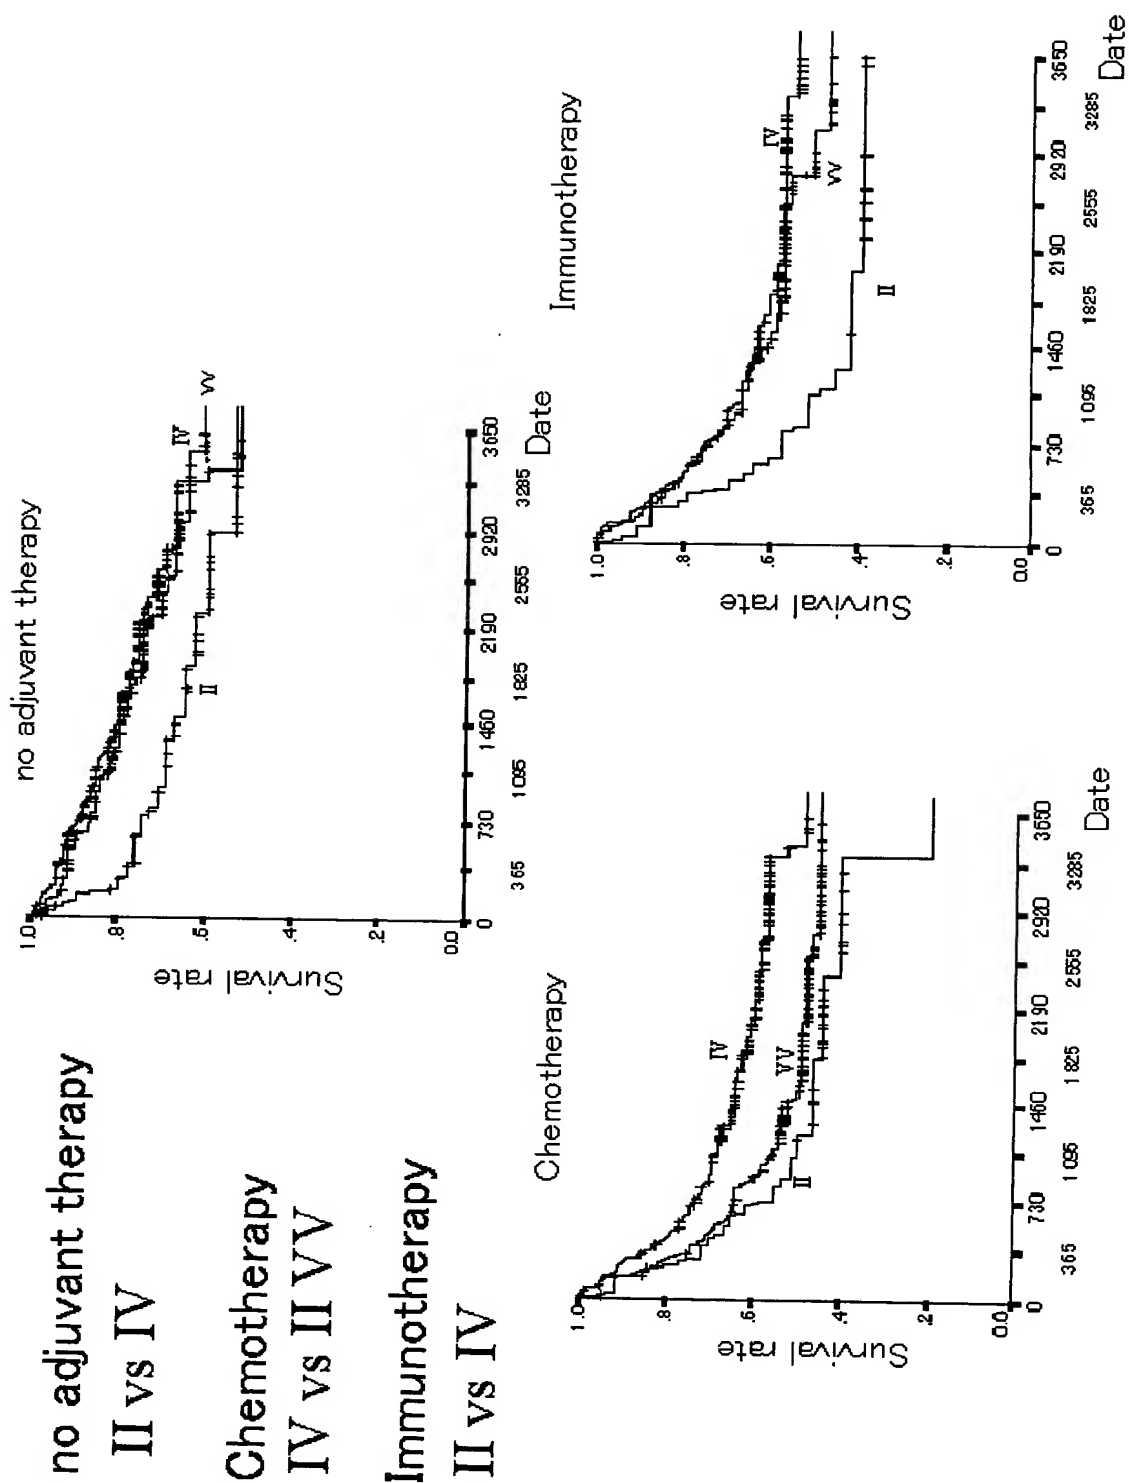 no adjuvant therapy
II vs IV
Chemotherapy
IV vs II VV
Immunotherapy
II vs IV
no adjuvant therapy
Survival rate
1.0
.8
.6
.4
.2
0.0
IV
VV
II
0 730 1460 2190 2920 3650
365 1095 1825 2555 3285
Date
Chemotherapy
Survival rate
1.0
.8
.6
.4
.2
0.0
IV
VV
II
0 730 1460 2190 2920 3650
365 1095 1825 2555 3285
Date
Immunotherapy
Survival rate
1.0
.8
.6
.4
.2
0.0
IV
VV
II
0 730 1460 2190 2920 3650
365 1095 1825 2555 3285
Date